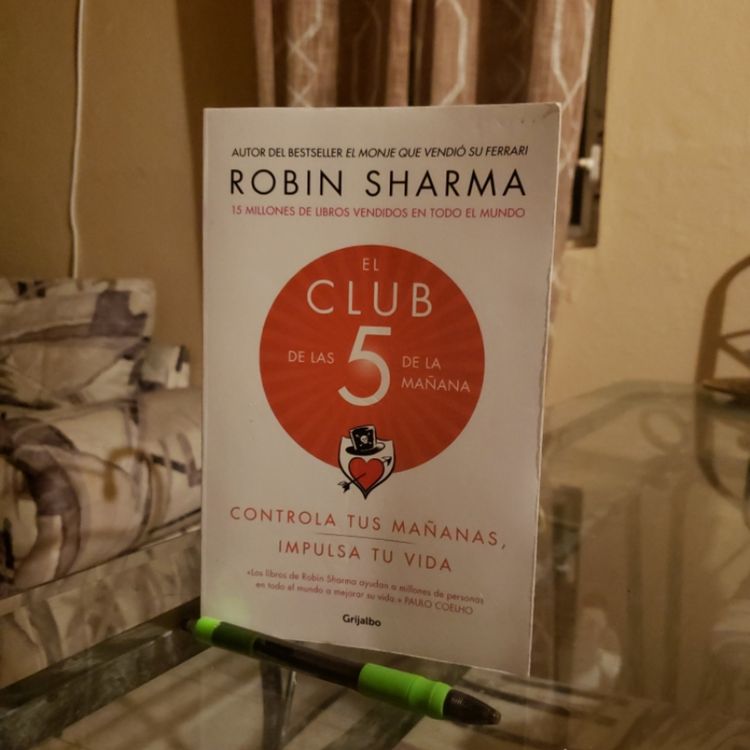 AUTOR DEL BESTSELLER EL MONJE QUE VENDIÓ SU FERRARI
ROBIN SHARMA
15 MILLONES DE LIBROS VENDIDOS EN TODO EL MUNDO
EL
CLUB
DE LAS 5 DE LA
MAÑANA
CONTROLA TUS MAÑANAS,
IMPULSA TU VIDA
«Los libros de Robin Sharma ayudan a millones de personas
en todo el mundo a mejorar su vida.» PAULO COELHO
Grijalbo